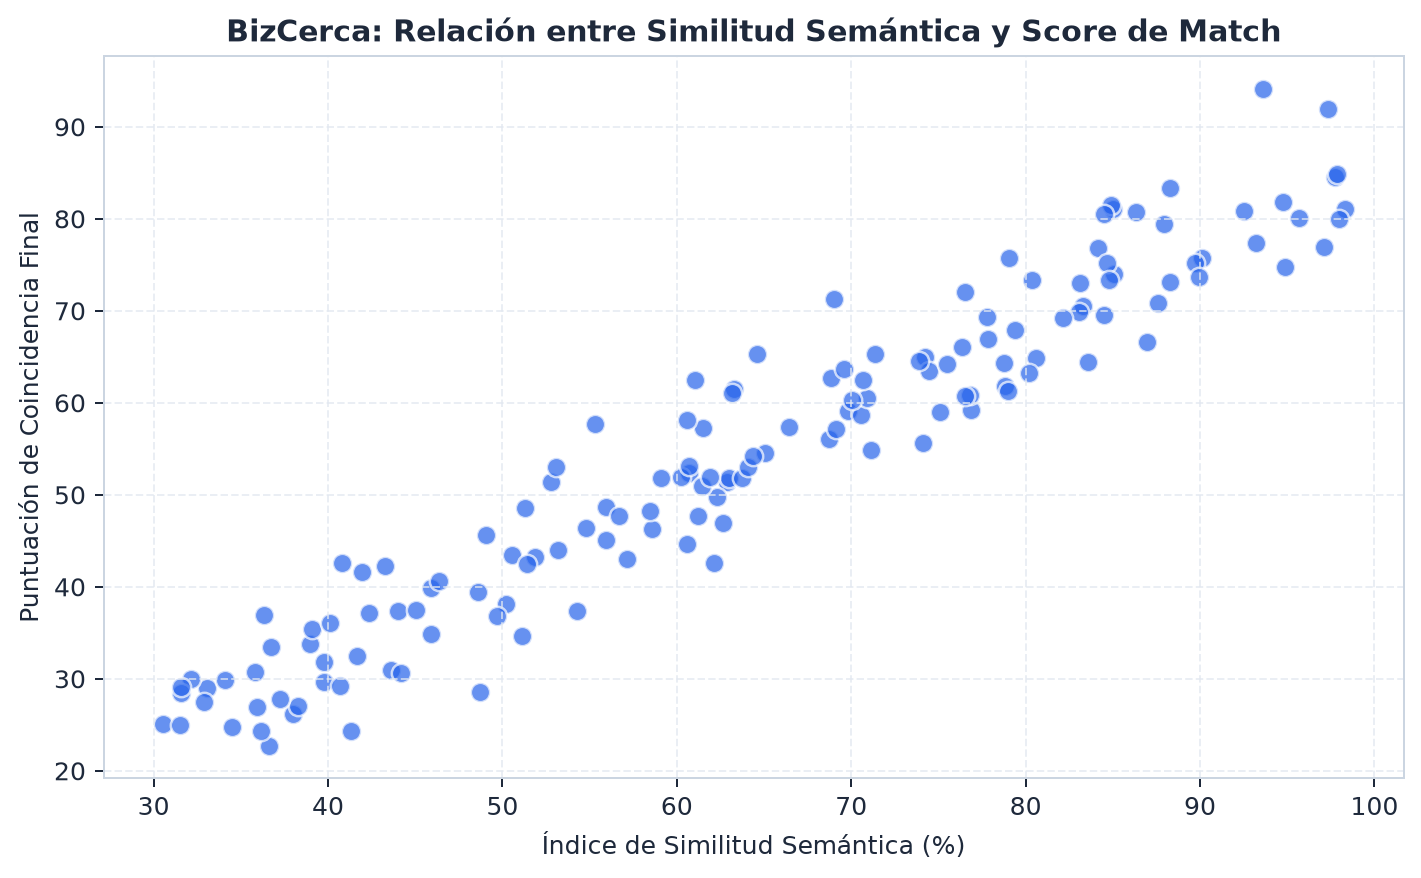 BizCerca: Relación entre Similitud Semántica y Score de Match
Puntuación de Coincidencia Final
90
80
70
60
50
40
30
20
30 40 50 60 70 80 90 100
Índice de Similitud Semántica (%)